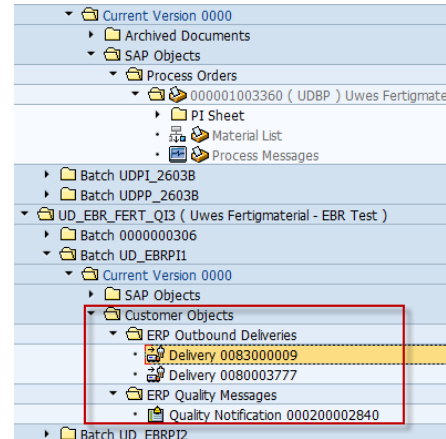 Current Version 0000
Archived Documents
SAP Objects
Process Orders
000001003360 ( UDBP ) Uwes Fertigmate
PI Sheet
Material List
Process Messages
Batch UDPI_2603B
Batch UDPP_2603B
UD_EBR_FERT_QI3 ( Uwes Fertigmaterial - EBR Test )
Batch 0000000306
Batch UD_EBRPI1
Current Version 0000
SAP Objects
Customer Objects
ERP Outbound Deliveries
Delivery 0083000009
Delivery 0080003777
ERP Quality Messages
Quality Notification 000200002840
Batch UD_EBRPI2